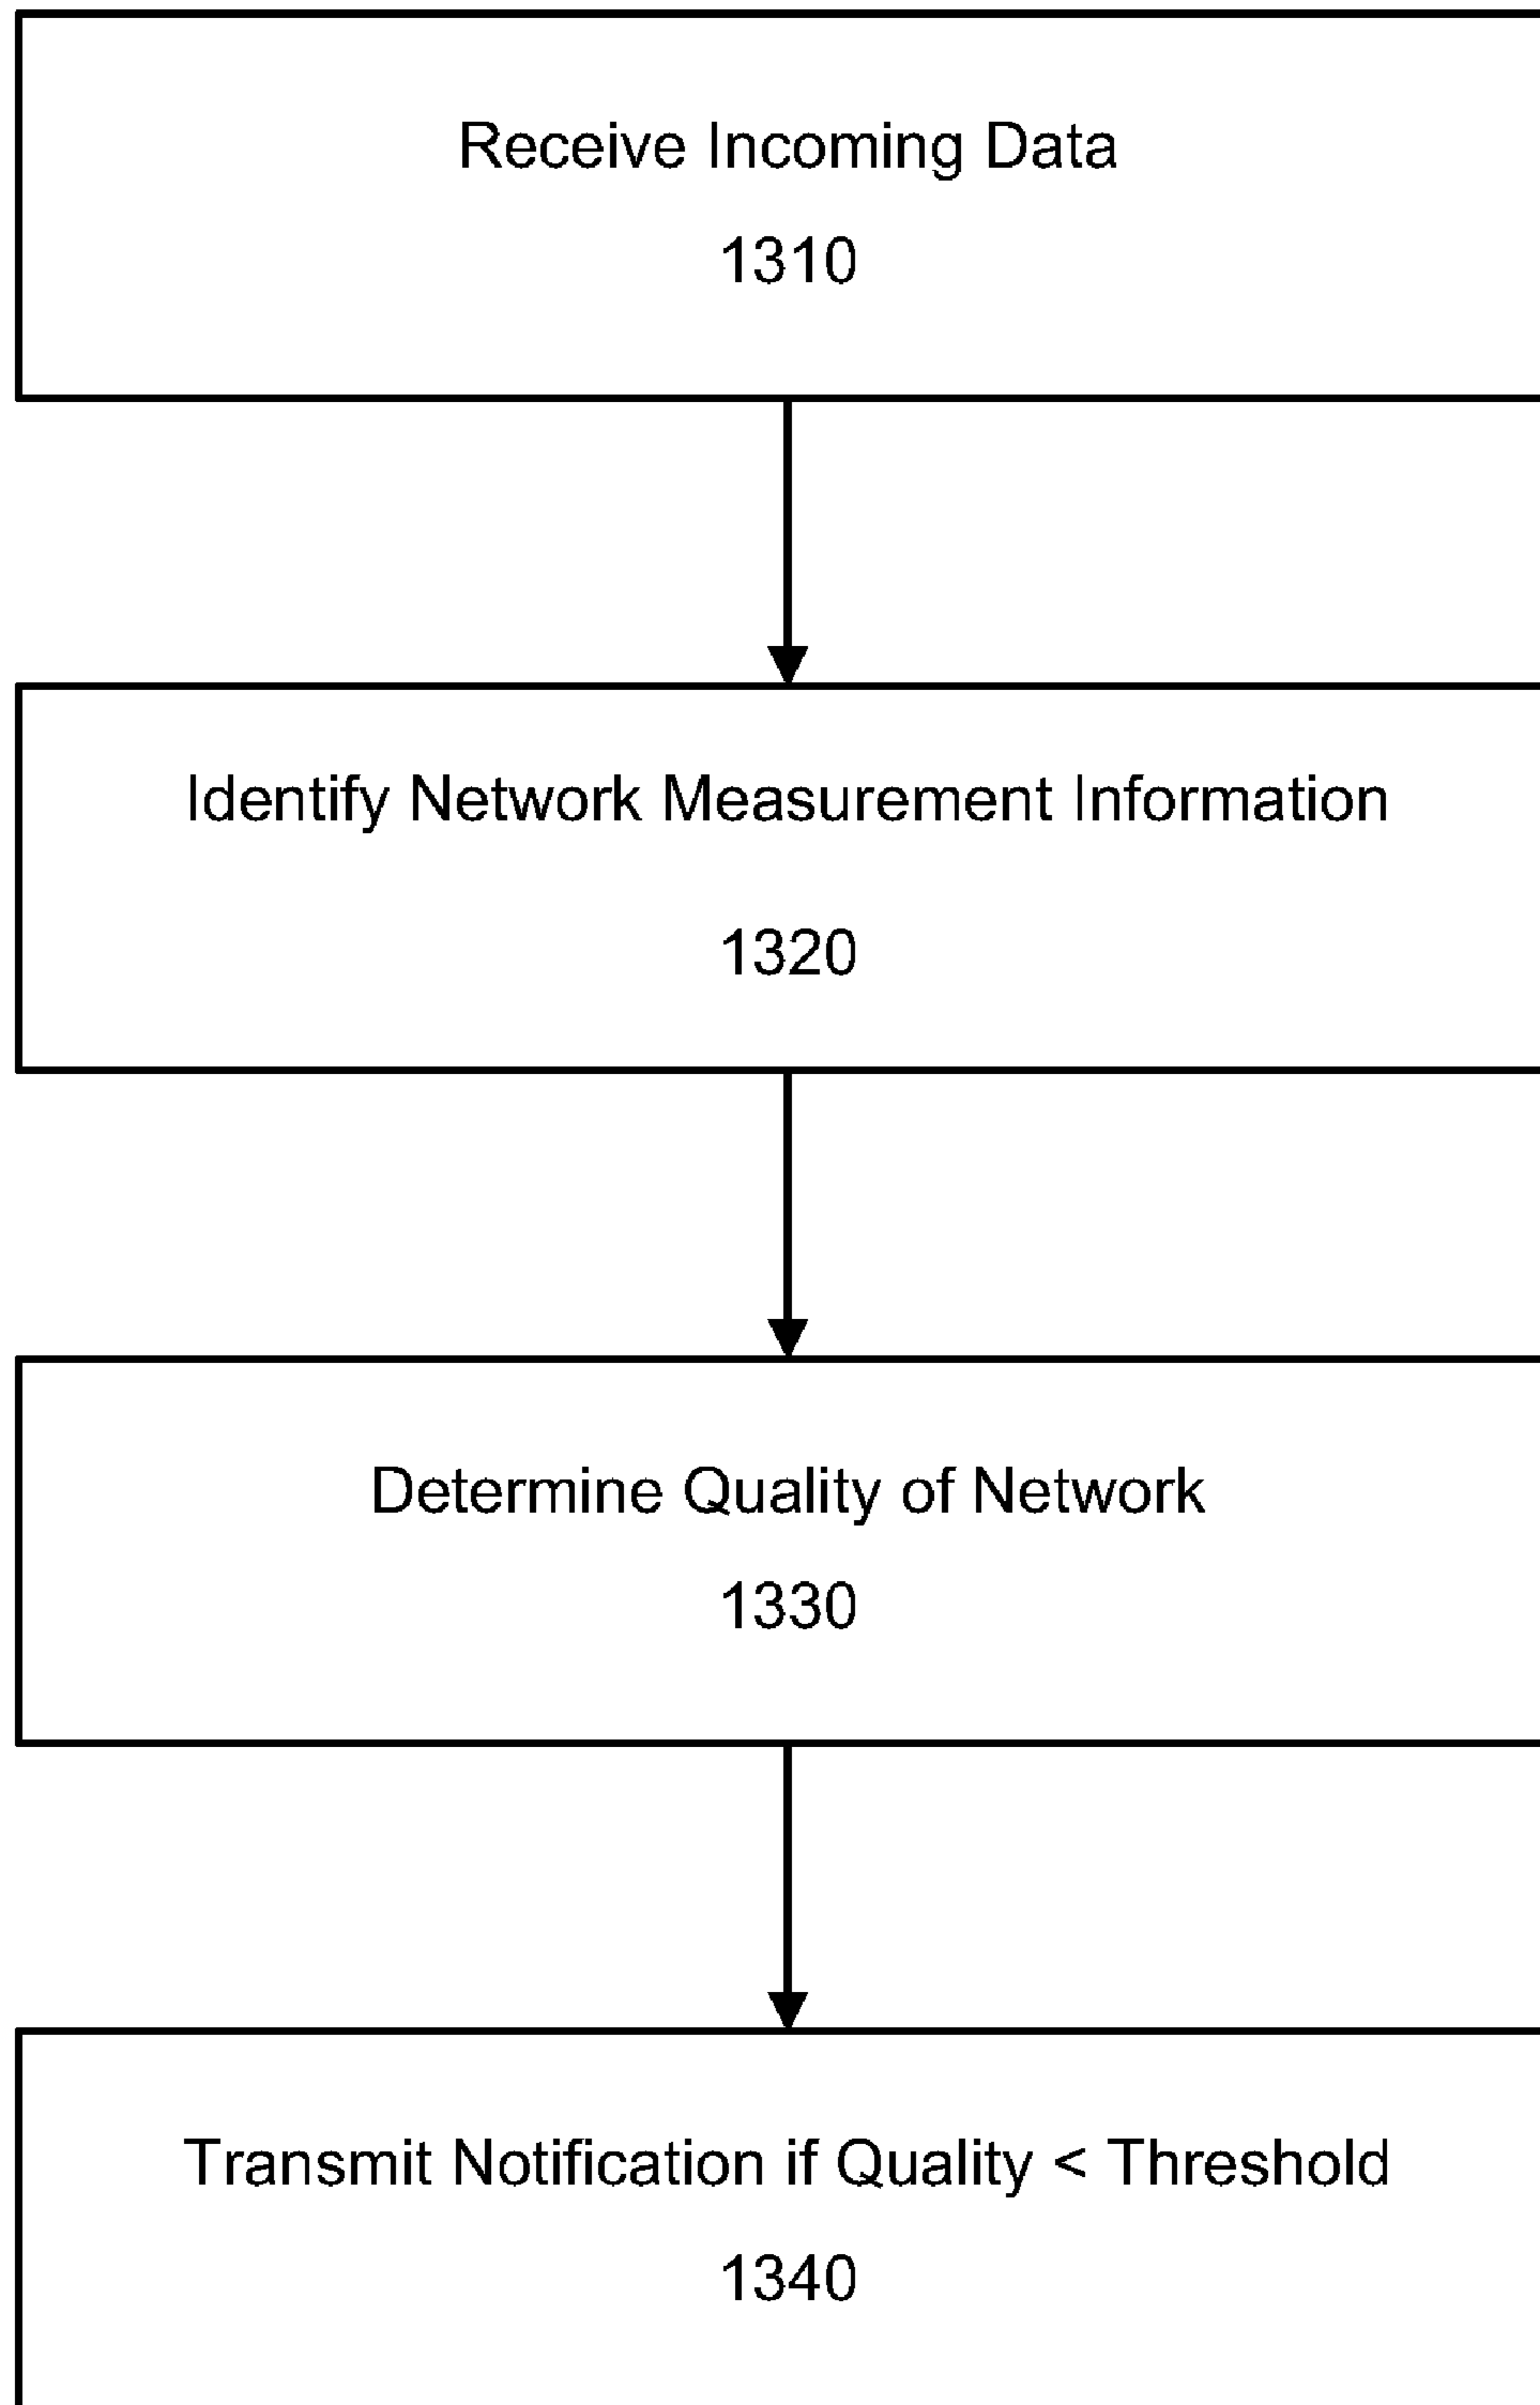 Receive Incoming Data
1310
Identify Network Measurement Information
1320
Determine Quality of Network
1330
Transmit Notification if Quality < Threshold
1340